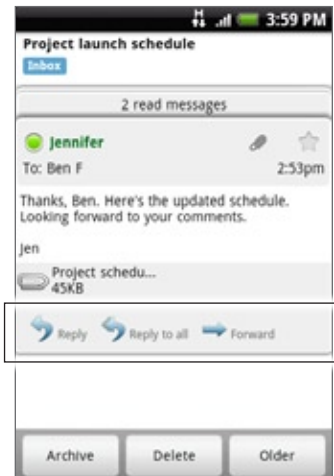 3:59 PM
Project launch schedule
Inbox
2 read messages
Jennifer
To: Ben F 2:53pm
Thanks, Ben. Here's the updated schedule.
Looking forward to your comments.
Jen
Project schedu...
45KB
Reply Reply to all Forward
Archive Delete Older